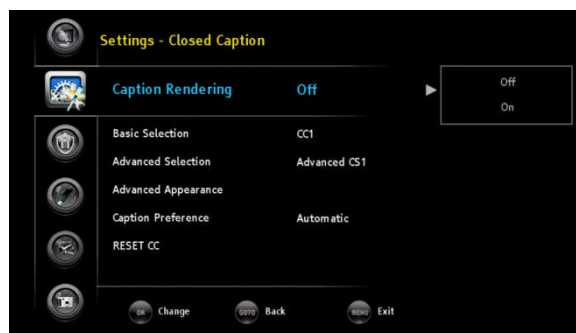 Settings - Closed Caption
Caption Rendering Off
Off
On
Basic Selection CC1
Advanced Selection Advanced CS1
Advanced Appearance
Caption Preference Automatic
RESET CC
OK Change GOTO Back MENU Exit